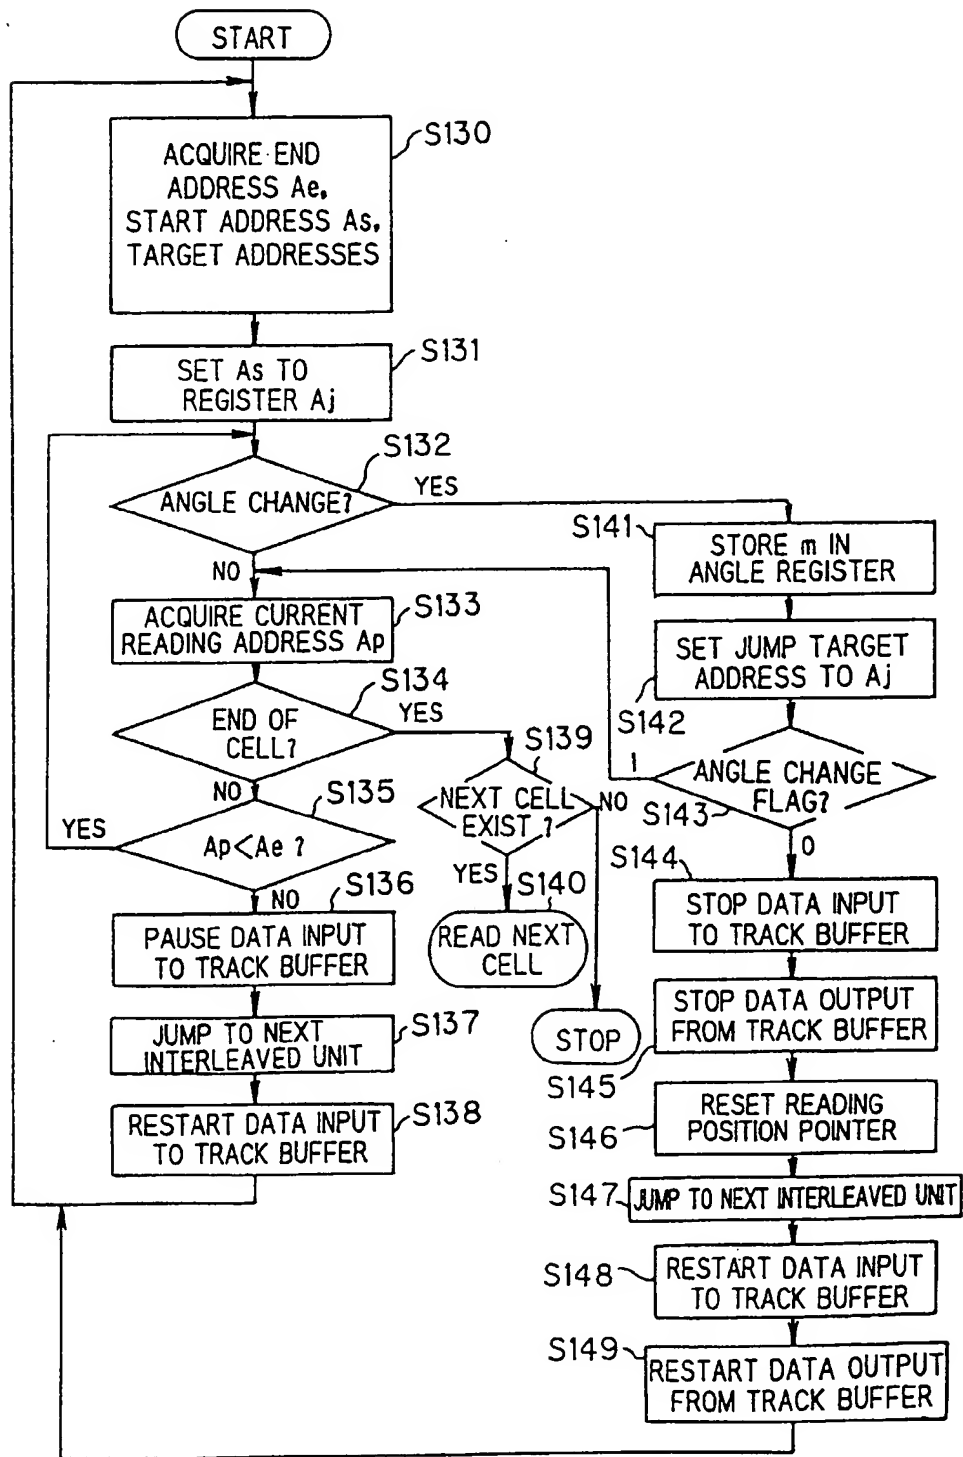 START
S130
ACQUIRE END
ADDRESS Ae,
START ADDRESS As,
TARGET ADDRESSES
S131
SET As TO
REGISTER Aj
S132
ANGLE CHANGE?
YES
NO
S133
ACQUIRE CURRENT
READING ADDRESS Ap
S134
END OF
CELL?
YES
NO
S135
Ap<Ae ?
YES
NO
S136
PAUSE DATA INPUT
TO TRACK BUFFER
S137
JUMP TO NEXT
INTERLEAVED UNIT
S138
RESTART DATA INPUT
TO TRACK BUFFER
S139
NEXT CELL
EXIST ?
NO
YES
S140
READ NEXT
CELL
STOP
S141
STORE m IN
ANGLE REGISTER
SET JUMP TARGET
ADDRESS TO Aj
S142
1
ANGLE CHANGE
FLAG?
S143
0
S144
STOP DATA INPUT
TO TRACK BUFFER
STOP DATA OUTPUT
FROM TRACK BUFFER
S145
RESET READING
POSITION POINTER
S146
S147
JUMP TO NEXT INTERLEAVED UNIT
S148
RESTART DATA INPUT
TO TRACK BUFFER
S149
RESTART DATA OUTPUT
FROM TRACK BUFFER